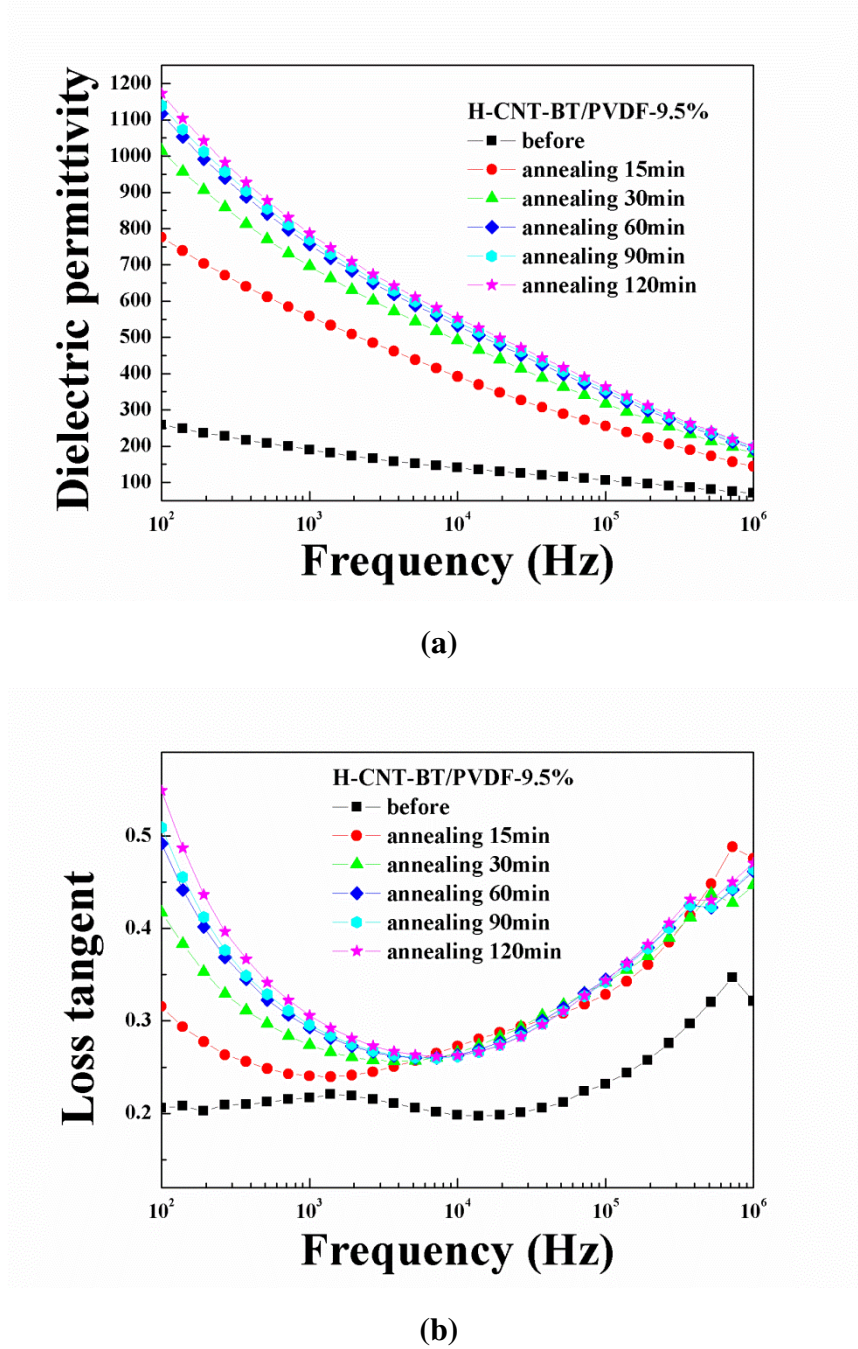 1200
1100
1000
900
800
700
600
500
400
300
200
100
Dielectric permittivity
H-CNT-BT/PVDF-9.5%
before
annealing 15min
annealing 30min
annealing 60min
annealing 90min
annealing 120min
10² 10³ 10⁴ 10⁵ 10⁶
Frequency (Hz)
(a)
0.5
0.4
0.3
0.2
Loss tangent
H-CNT-BT/PVDF-9.5%
before
annealing 15min
annealing 30min
annealing 60min
annealing 90min
annealing 120min
10² 10³ 10⁴ 10⁵ 10⁶
Frequency (Hz)
(b)